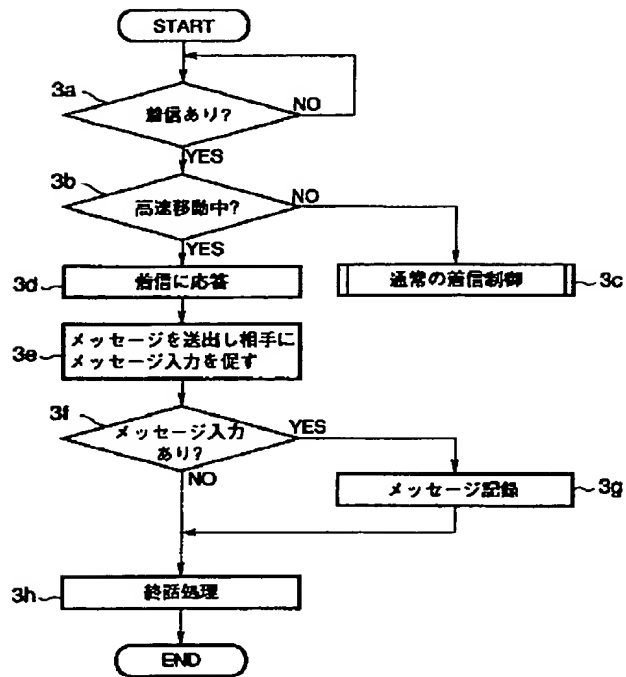 START
3a
着信あり?
NO
YES
3b
高速移動中?
NO
YES
3d
着信に応答
通常の着信制御
3c
3e
メッセージを送出し相手に
メッセージ入力を促す
3f
メッセージ入力
あり?
YES
NO
メッセージ記録
3g
3h
終話処理
END